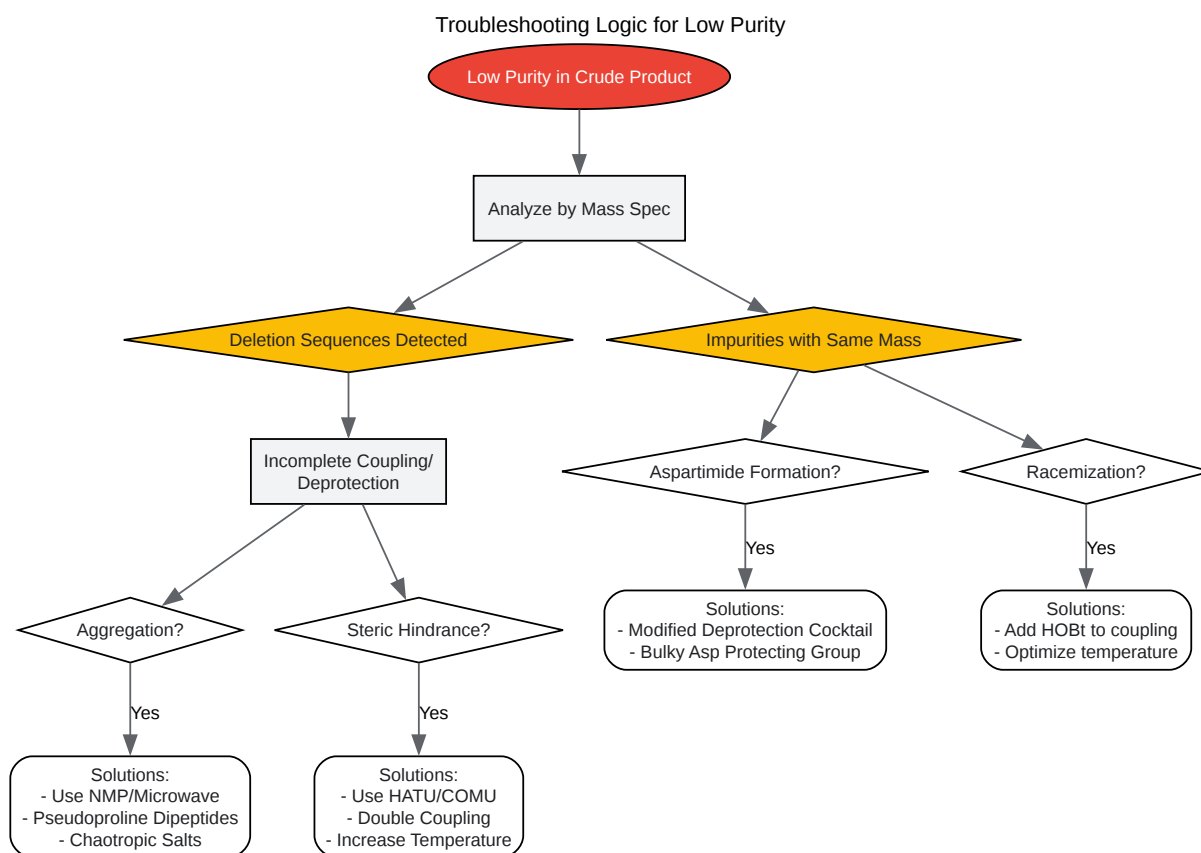 Troubleshooting Logic for Low Purity
Low Purity in Crude Product
Analyze by Mass Spec
Deletion Sequences Detected
Impurities with Same Mass
Incomplete Coupling/
Deprotection
Aspartimide Formation?
Racemization?
Yes
Yes
Aggregation?
Steric Hindrance?
Solutions:
- Modified Deprotection Cocktail
- Bulky Asp Protecting Group
Solutions:
- Add HOBt to coupling
- Optimize temperature
Yes
Yes
Solutions:
- Use NMP/Microwave
- Pseudoproline Dipeptides
- Chaotropic Salts
Solutions:
- Use HATU/COMU
- Double Coupling
- Increase Temperature